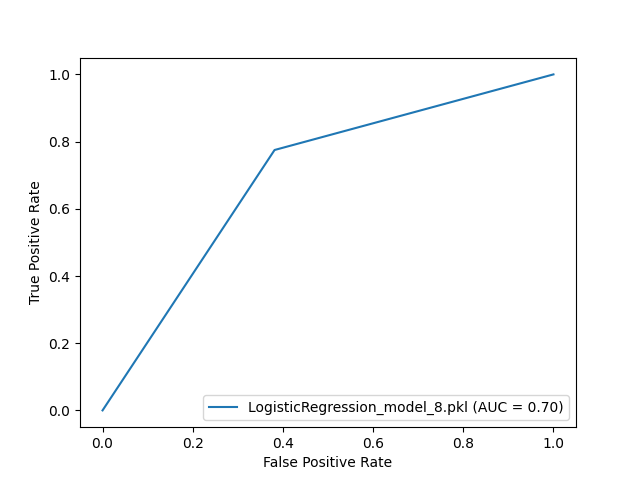 1.0
0.8
0.6
0.4
0.2
0.0
True Positive Rate
LogisticRegression_model_8.pkl (AUC = 0.70)
0.0 0.2 0.4 0.6 0.8 1.0
False Positive Rate